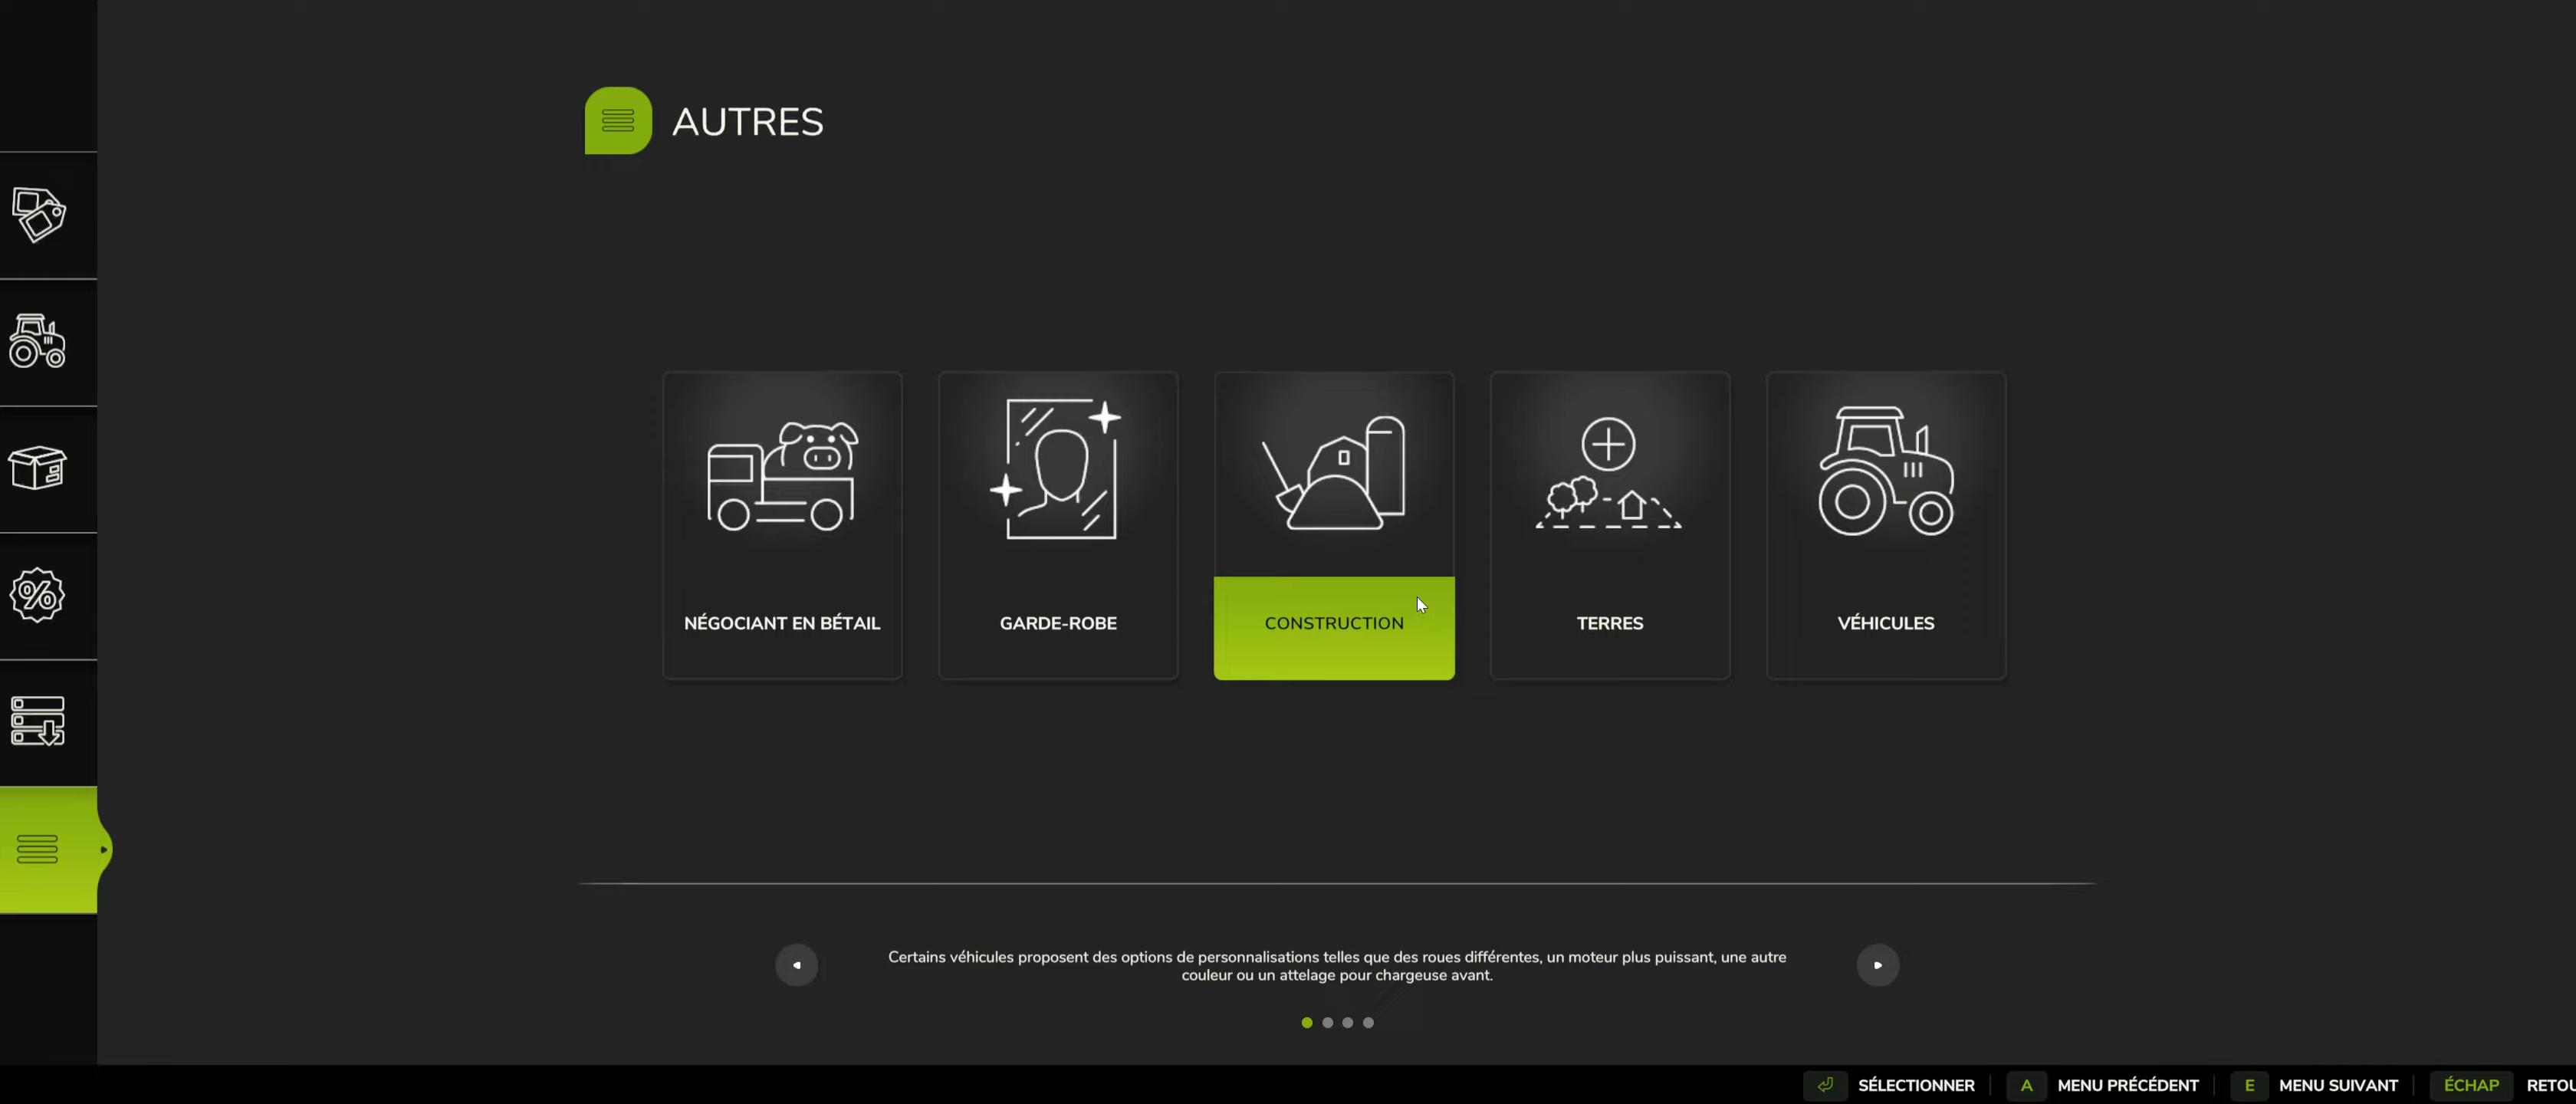 AUTRES
NÉGOCIANT EN BÉTAIL
GARDE-ROBE
CONSTRUCTION
TERRES
VÉHICULES
Certains véhicules proposent des options de personnalisations telles que des roues différentes, un moteur plus puissant, une autre
couleur ou un attelage pour chargeuse avant.
SÉLECTIONNER A MENU PRÉCÉDENT E MENU SUIVANT ÉCHAP RETOU